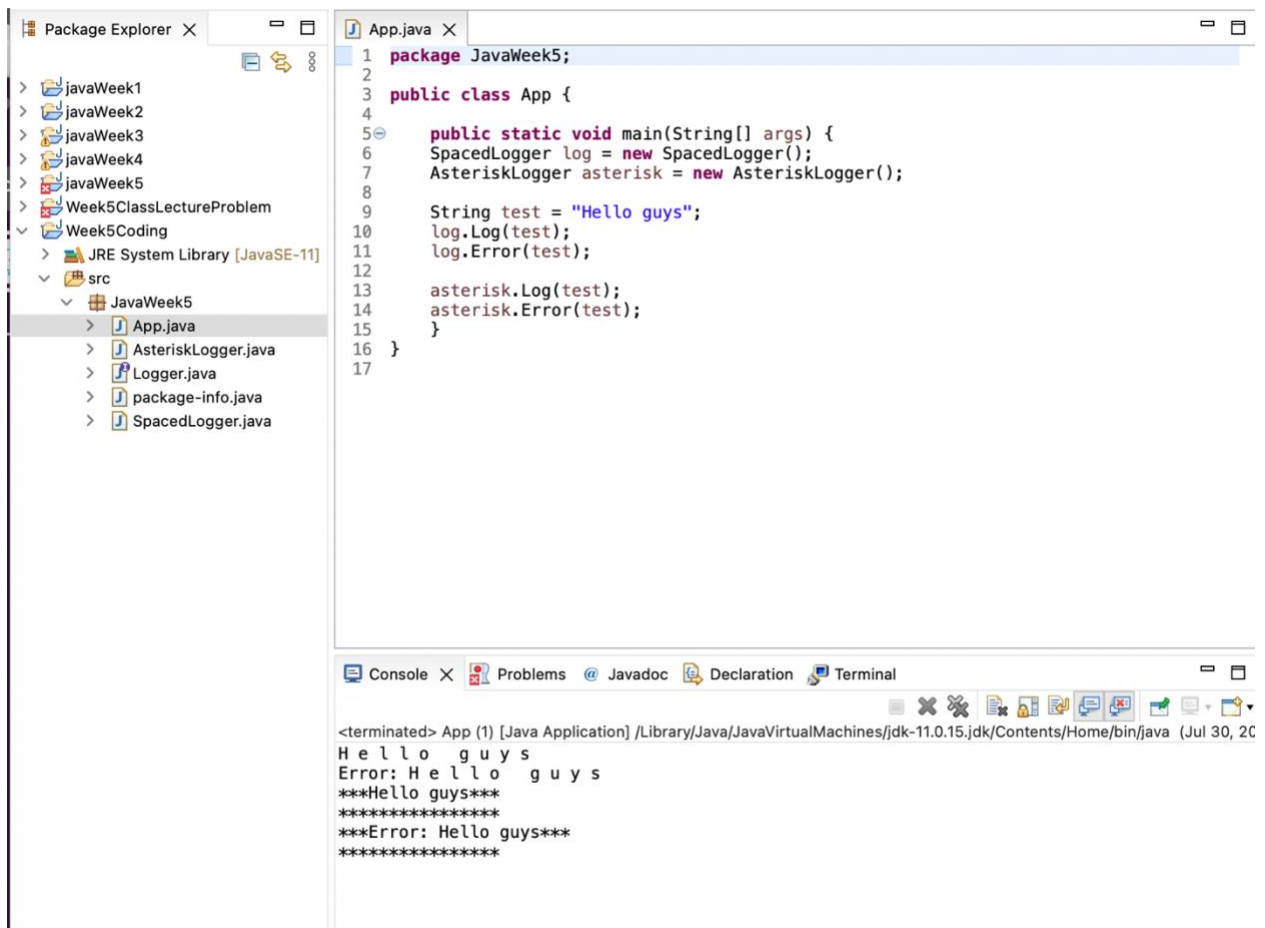 Package Explorer
javaWeek1
javaWeek2
javaWeek3
javaWeek4
javaWeek5
Week5ClassLectureProblem
Week5Coding
JRE System Library [JavaSE-11]
src
JavaWeek5
App.java
AsteriskLogger.java
Logger.java
package-info.java
SpacedLogger.java
App.java
1 package JavaWeek5;
2
3 public class App {
4
5 public static void main(String[] args) {
6 SpacedLogger log = new SpacedLogger();
7 AsteriskLogger asterisk = new AsteriskLogger();
8
9 String test = "Hello guys";
10 log.Log(test);
11 log.Error(test);
12
13 asterisk.Log(test);
14 asterisk.Error(test);
15 }
16 }
17
Console Problems @ Javadoc Declaration Terminal
<terminated> App (1) [Java Application] /Library/Java/JavaVirtualMachines/jdk-11.0.15.jdk/Contents/Home/bin/java (Jul 30, 20
H e l l o   g u y s
Error: H e l l o   g u y s
***Hello guys***
****************
***Error: Hello guys***
****************